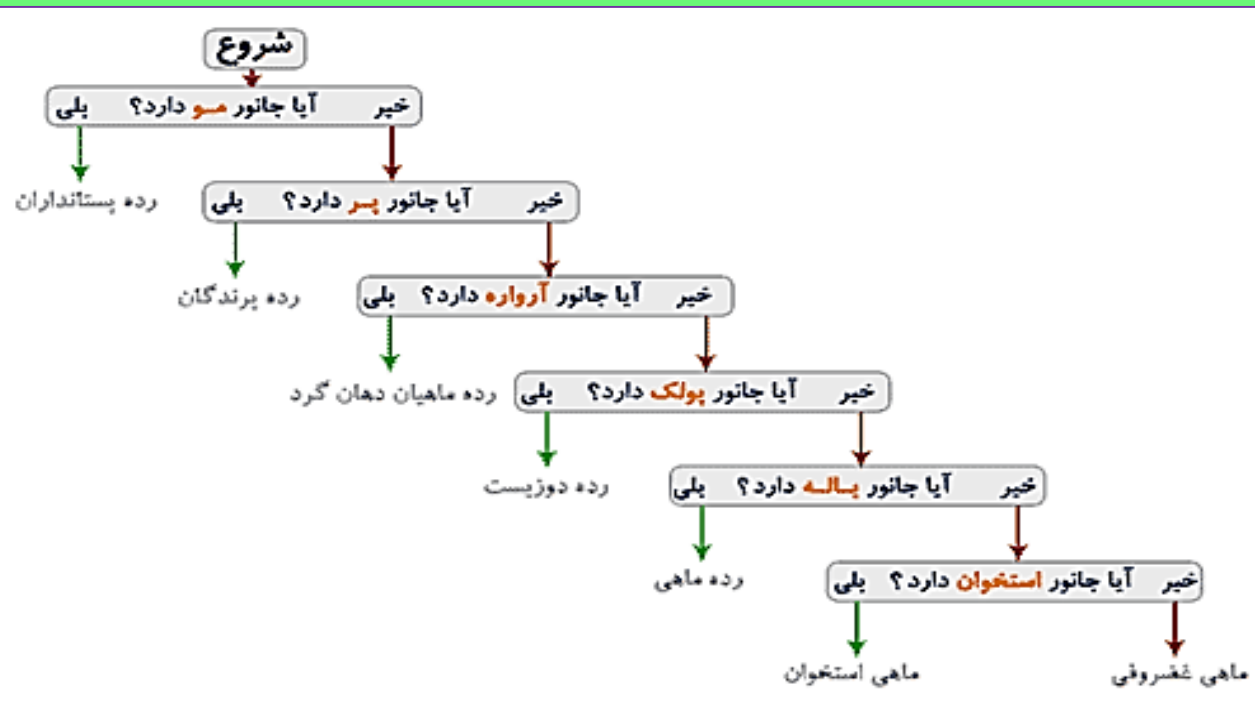 شروع
خیر آیا جانور مو دارد؟ بلی
رده پستانداران
خیر آیا جانور پر دارد؟ بلی
رده پرندگان
خیر آیا جانور آرواره دارد؟ بلی
رده ماهیان دهان گرد
خیر آیا جانور پولک دارد؟ بلی
رده دوزیست
خیر آیا جانور باله دارد؟ بلی
رده ماهی
خیر آیا جانور استخوان دارد؟ بلی
ماهی غضروفی
ماهی استخوان